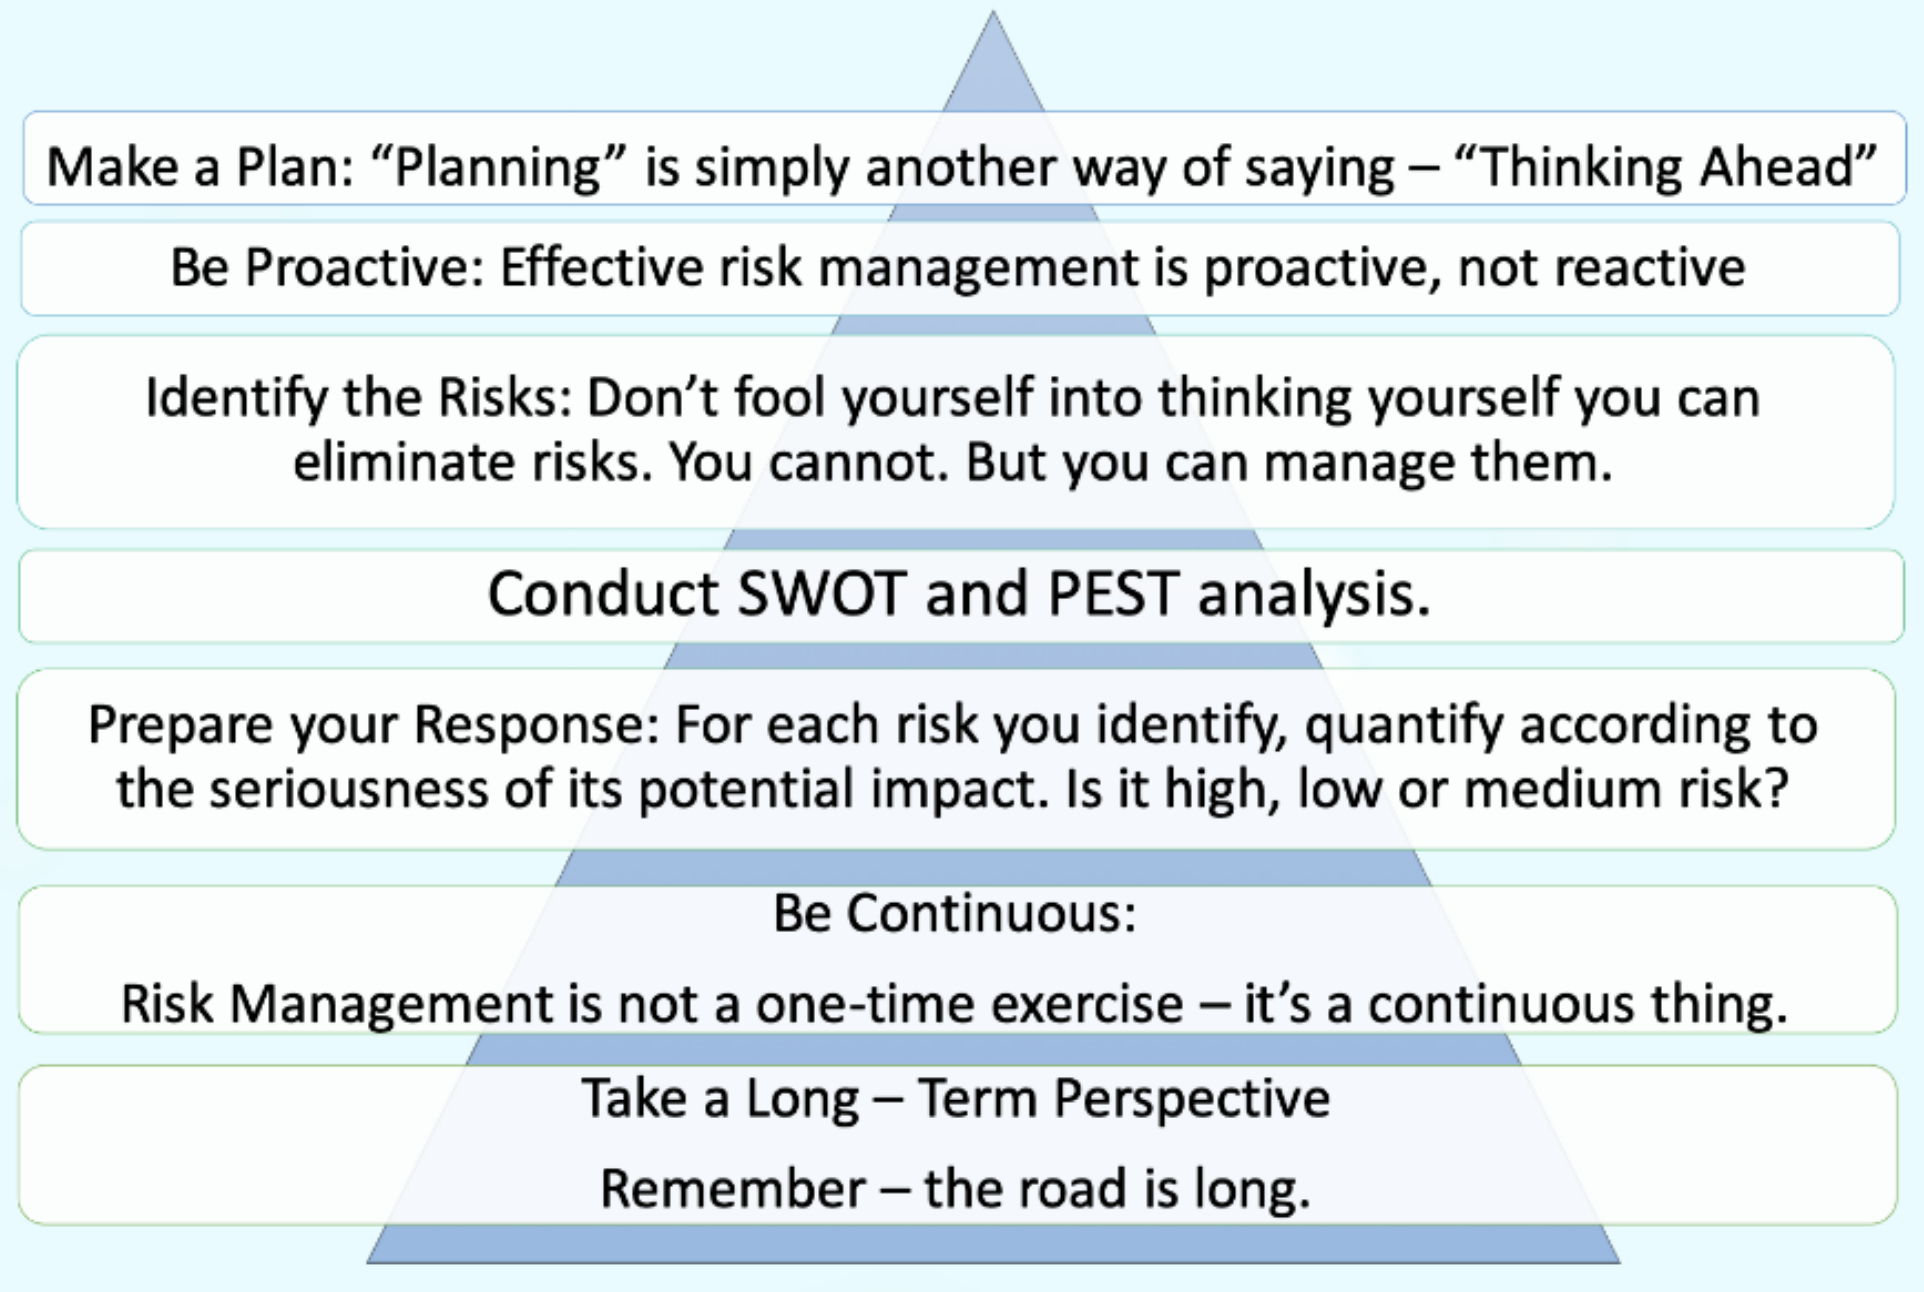 Make a Plan: “Planning” is simply another way of saying – “Thinking Ahead”
Be Proactive: Effective risk management is proactive, not reactive
Identify the Risks: Don’t fool yourself into thinking yourself you can
eliminate risks. You cannot. But you can manage them.
Conduct SWOT and PEST analysis.
Prepare your Response: For each risk you identify, quantify according to
the seriousness of its potential impact. Is it high, low or medium risk?
Be Continuous:
Risk Management is not a one-time exercise – it’s a continuous thing.
Take a Long – Term Perspective
Remember – the road is long.